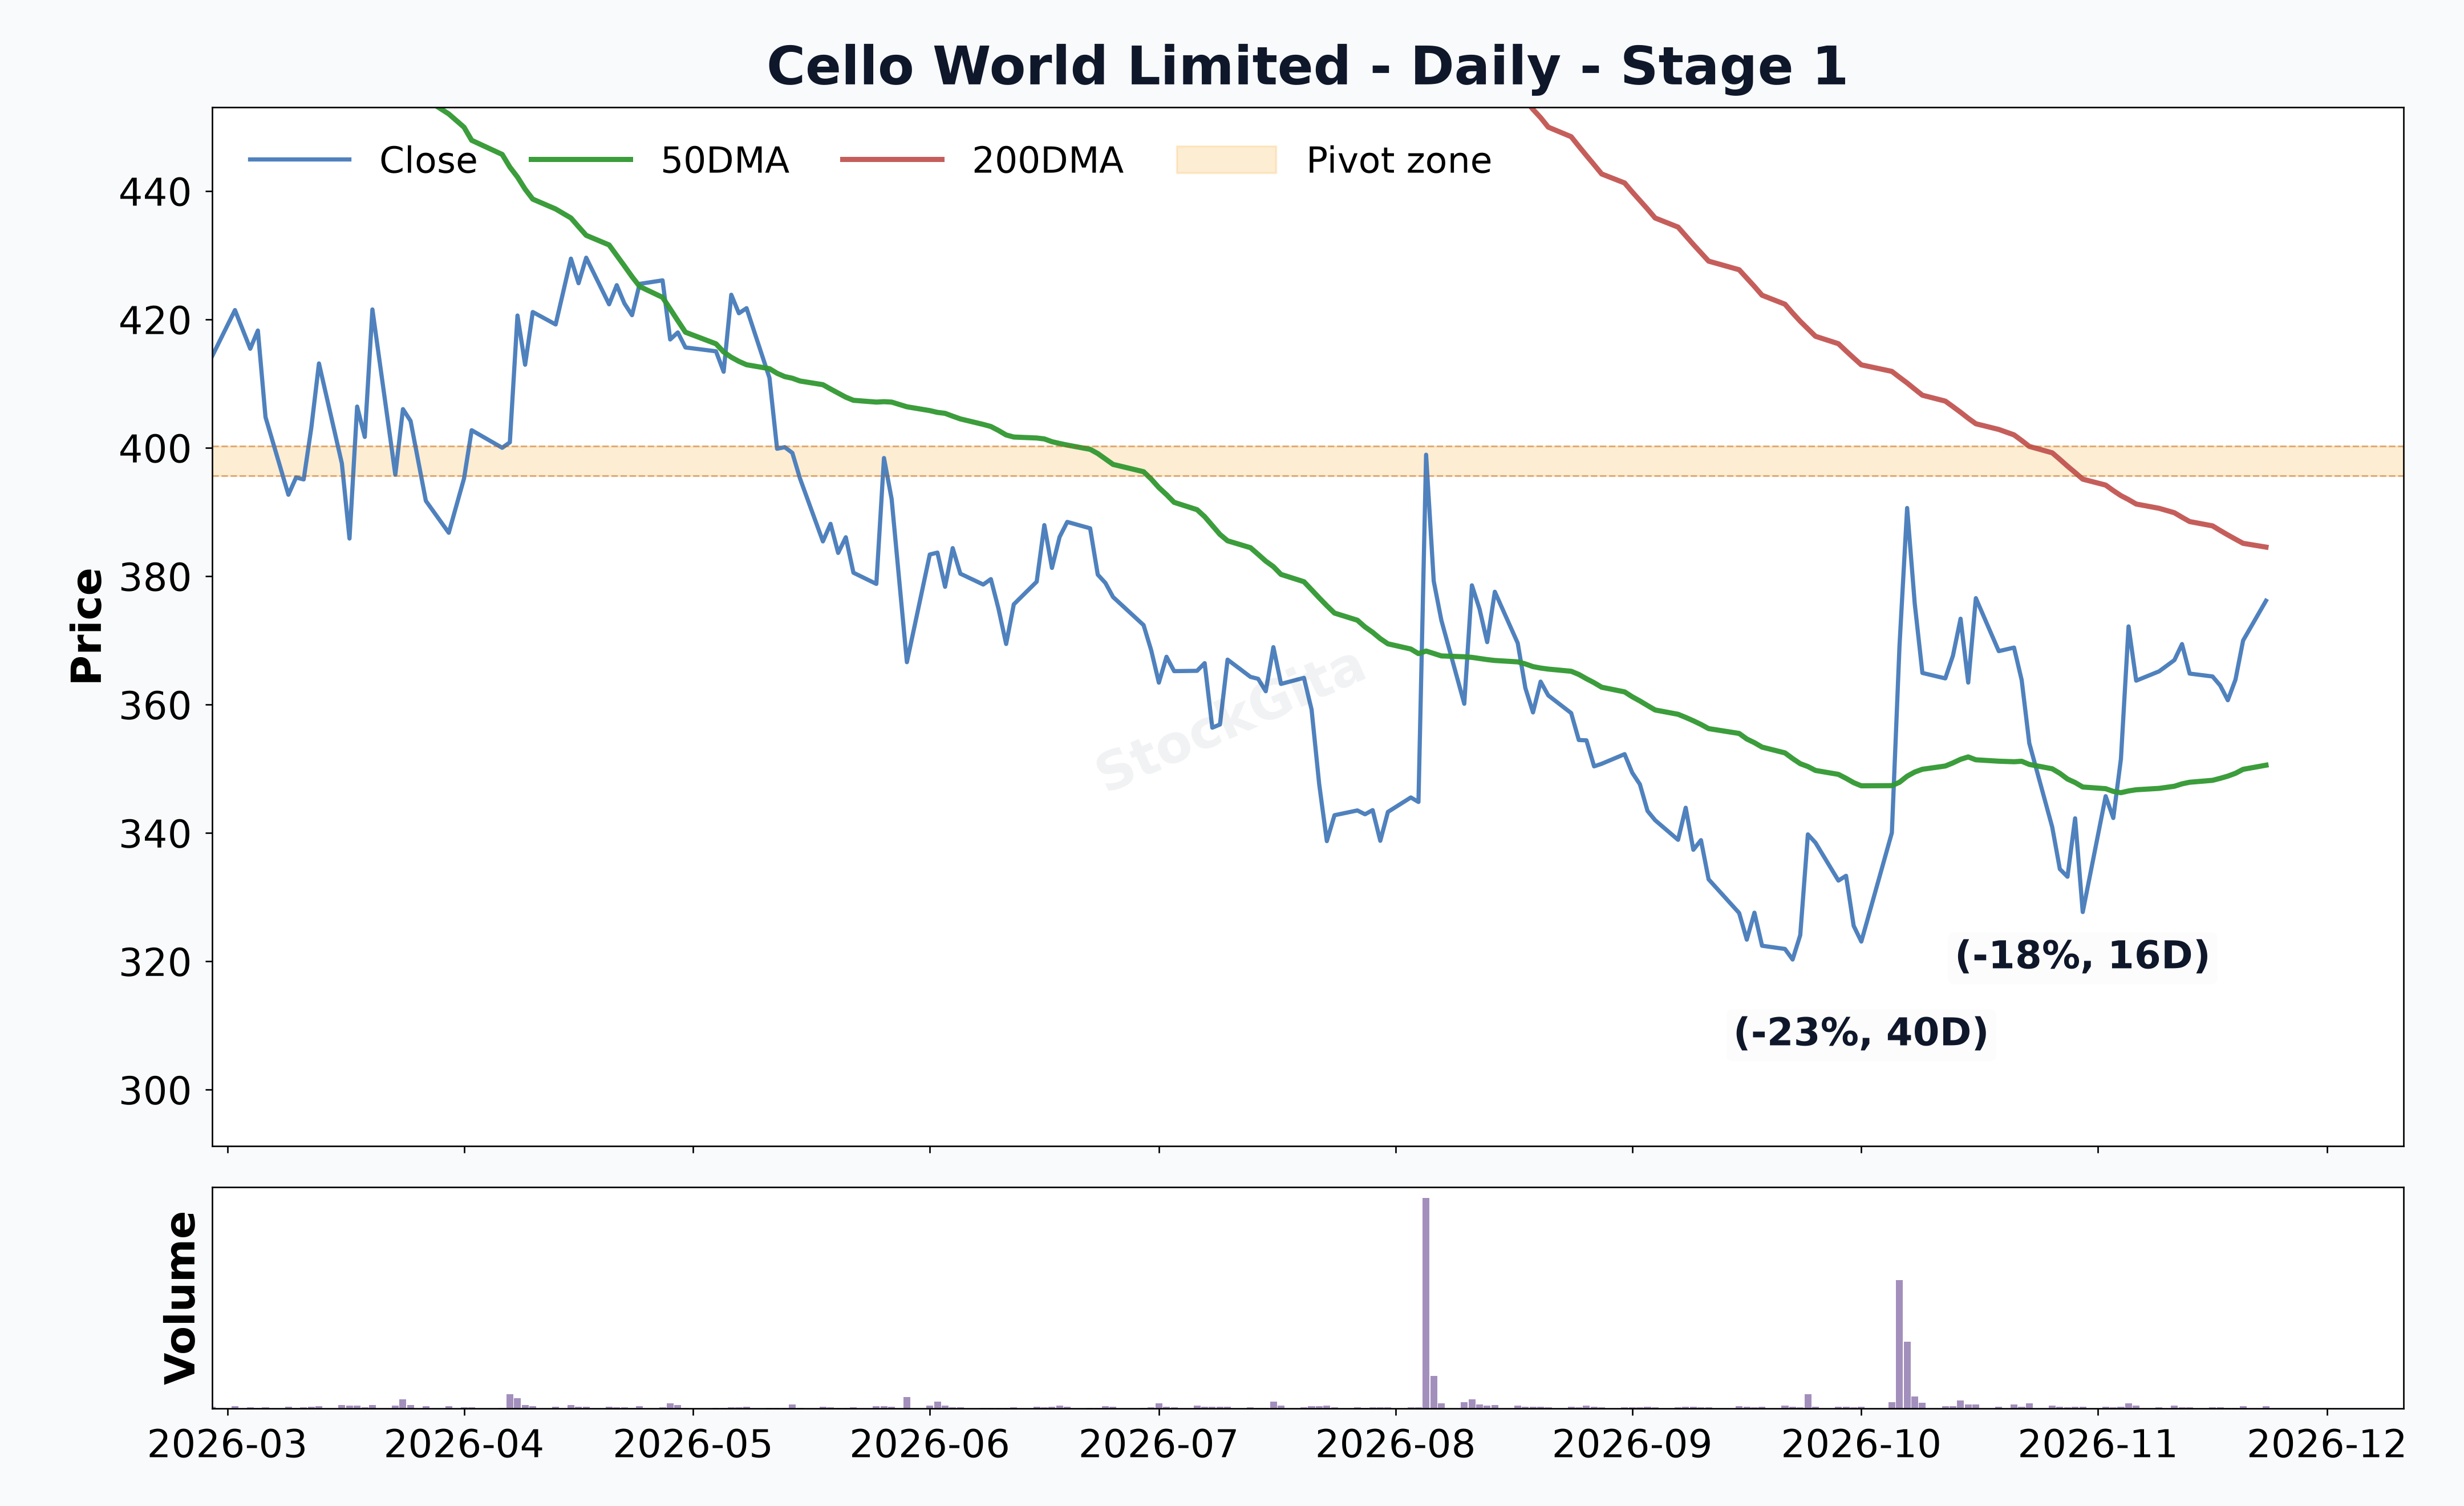 Cello World Limited - Daily - Stage 1
Close 50DMA 200DMA Pivot zone
Price
440
420
400
380
360
340
320
300
StockGita
(-18%, 16D)
(-23%, 40D)
Volume
2026-03 2026-04 2026-05 2026-06 2026-07 2026-08 2026-09 2026-10 2026-11 2026-12